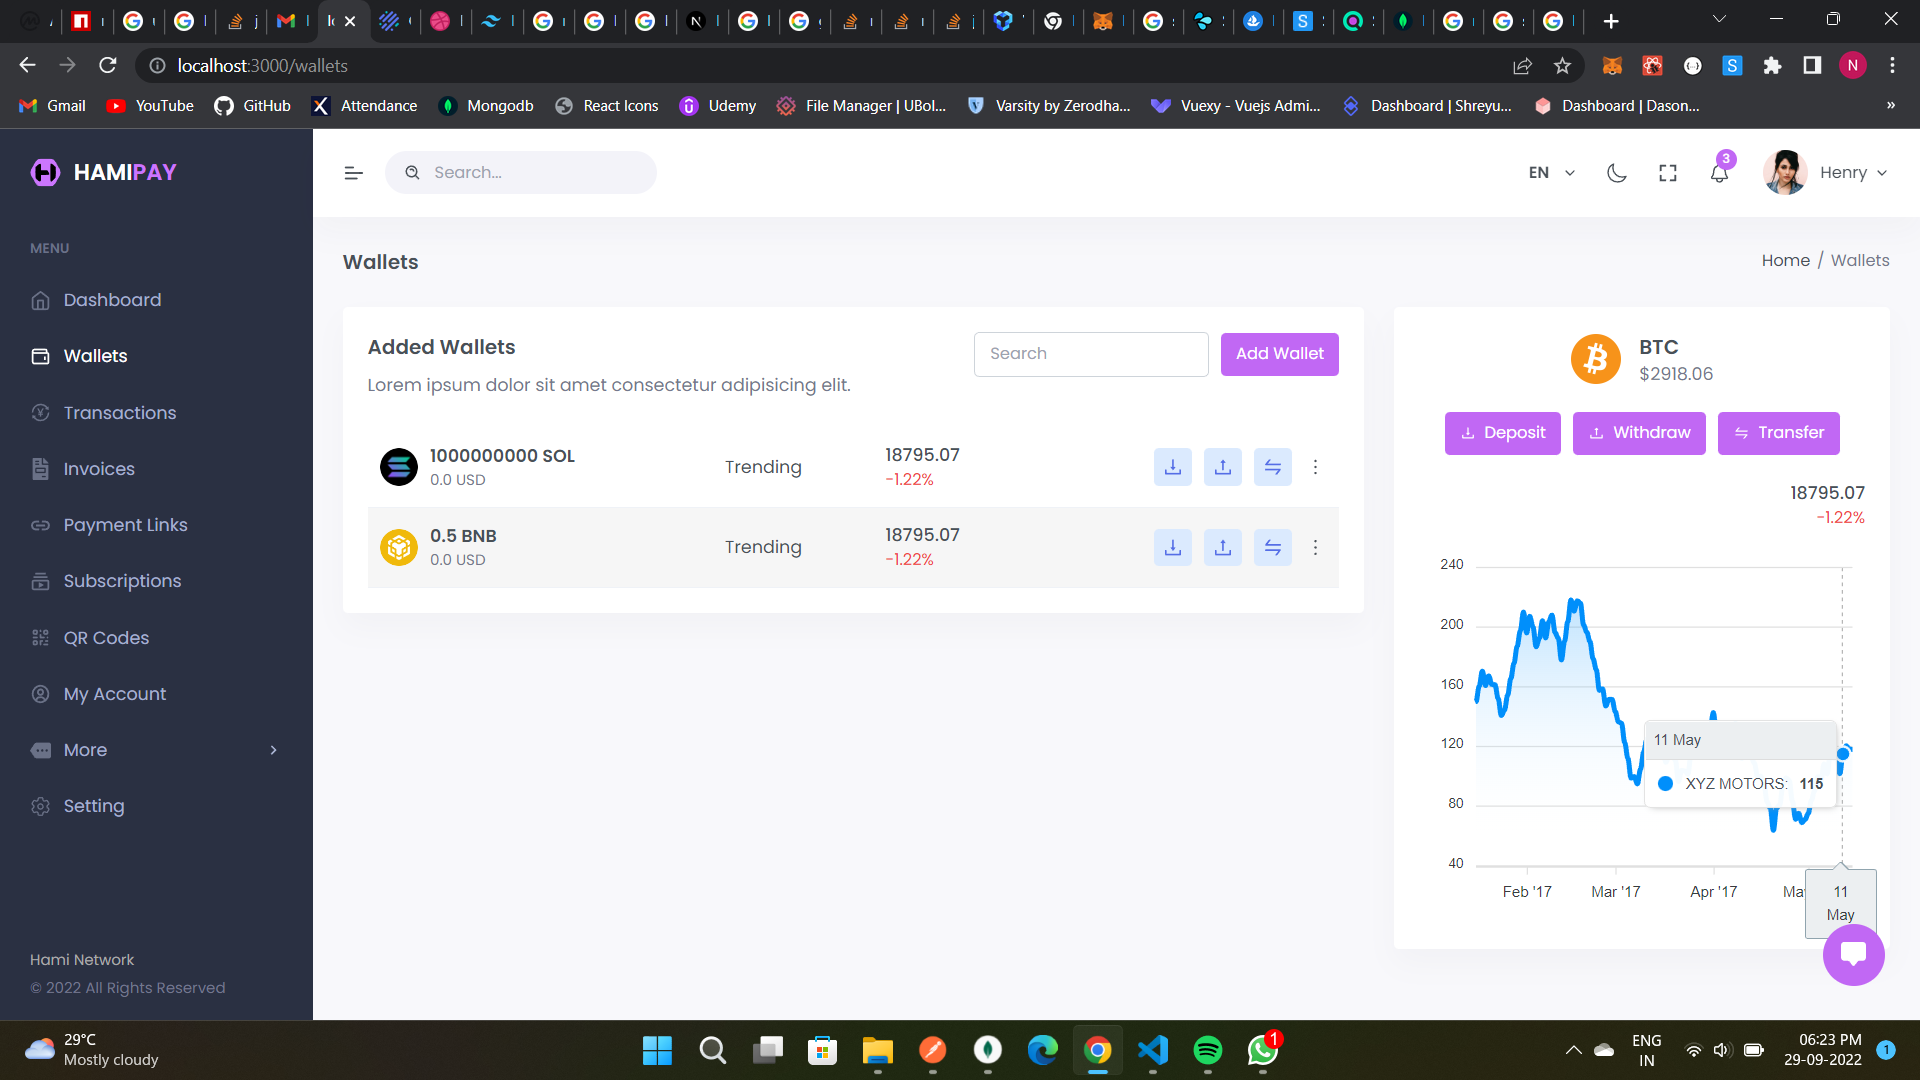 localhost:3000/wallets
Gmail YouTube GitHub Attendance Mongodb React Icons Udemy File Manager | UBol... Varsity by Zerodha... Vuexy - Vuejs Admi... Dashboard | Shreyu... Dashboard | Dason... »
HAMIPAY
Search...
EN
3
Henry
MENU
Dashboard
Wallets
Transactions
Invoices
Payment Links
Subscriptions
QR Codes
My Account
More
Setting
Hami Network
© 2022 All Rights Reserved
Wallets
Home / Wallets
Added Wallets
Lorem ipsum dolor sit amet consectetur adipisicing elit.
Search
Add Wallet
1000000000 SOL
0.0 USD
Trending
18795.07
-1.22%
0.5 BNB
0.0 USD
Trending
18795.07
-1.22%
BTC
$2918.06
Deposit
Withdraw
Transfer
18795.07
-1.22%
240
200
160
120
80
40
11 May
XYZ MOTORS: 115
Feb '17 Mar '17 Apr '17
11
May
29°C
Mostly cloudy
1
ENG
IN
06:23 PM
29-09-2022
1